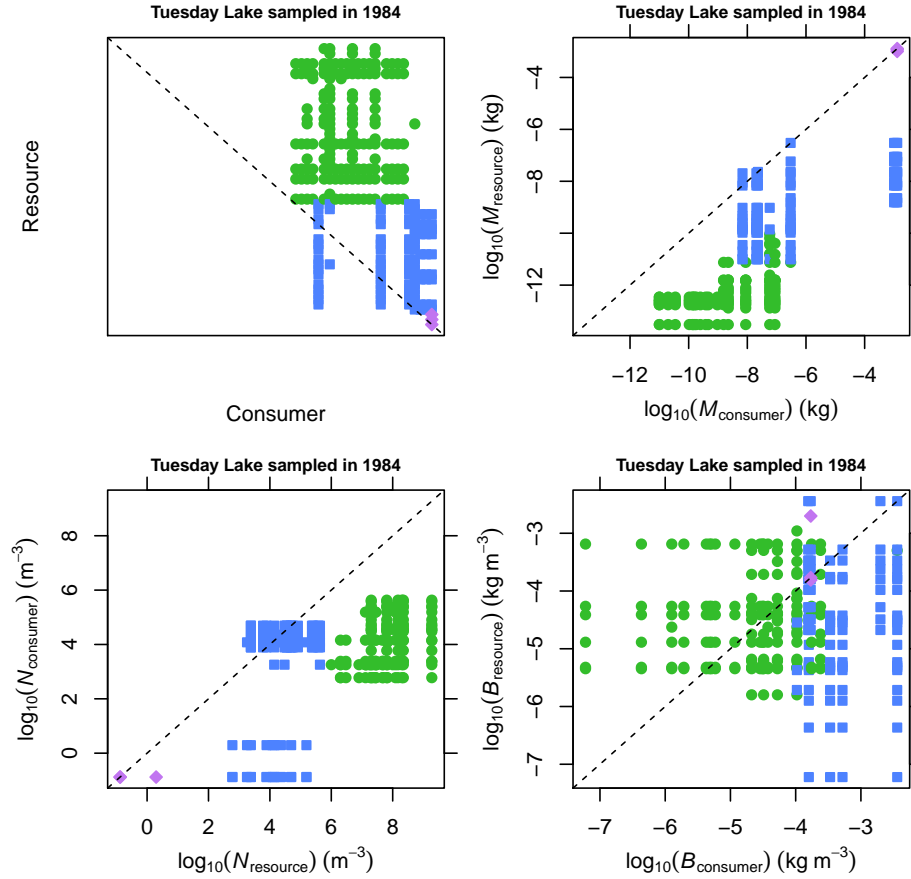 Tuesday Lake sampled in 1984
Resource
Consumer
Tuesday Lake sampled in 1984
−4
−6
−8
−12
log10(Mresource) (kg)
−12 −10 −8 −6 −4
log10(Mconsumer) (kg)
Tuesday Lake sampled in 1984
8
6
4
2
0
log10(Nconsumer) (m−3)
0 2 4 6 8
log10(Nresource) (m−3)
Tuesday Lake sampled in 1984
−3
−4
−5
−6
−7
log10(Bresource) (kg m−3)
−7 −6 −5 −4 −3
log10(Bconsumer) (kg m−3)